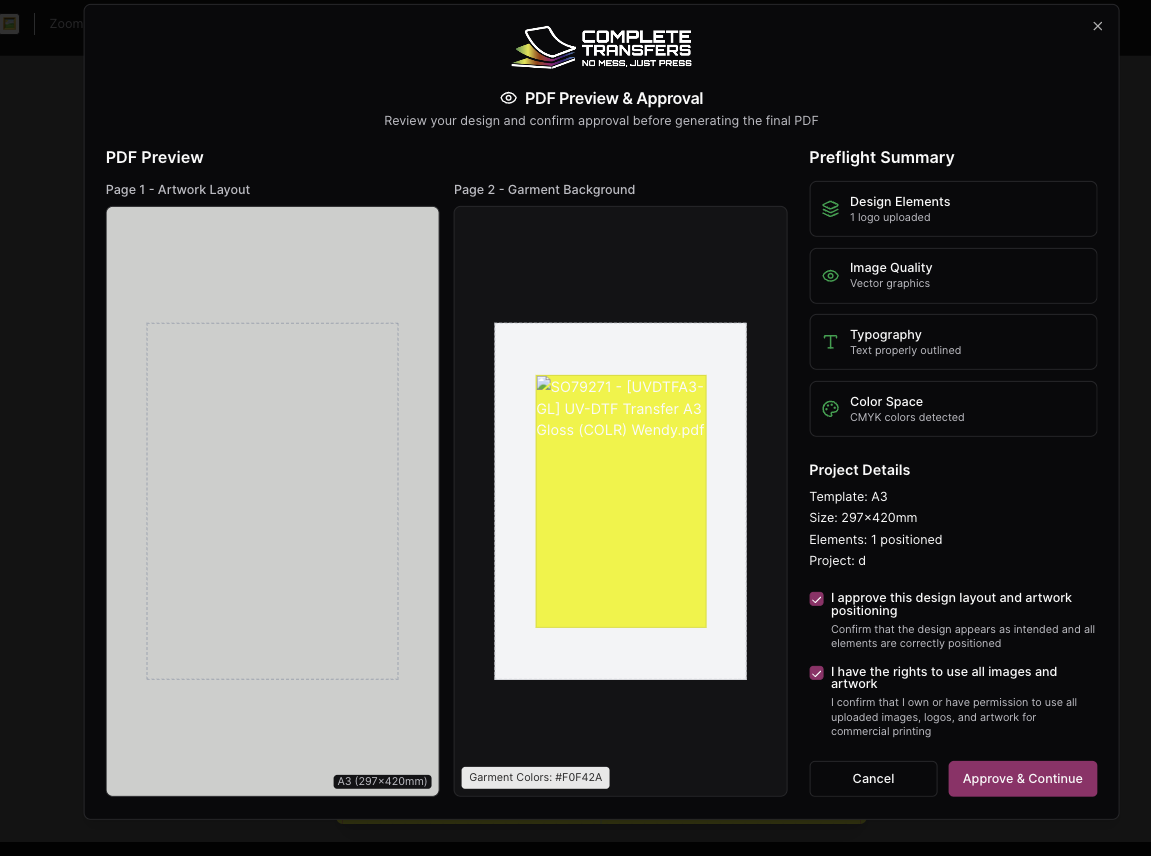 Zoom
COMPLETE
TRANSFERS
NO MESS, JUST PRESS
PDF Preview & Approval
Review your design and confirm approval before generating the final PDF
PDF Preview
Page 1 - Artwork Layout
A3 (297×420mm)
Page 2 - Garment Background
SO79271 - [UVDTFA3-
GL] UV-DTF Transfer A3
Gloss (COLR) Wendy.pdf
Garment Colors: #F0F42A
Preflight Summary
Design Elements
1 logo uploaded
Image Quality
Vector graphics
Typography
Text properly outlined
Color Space
CMYK colors detected
Project Details
Template: A3
Size: 297×420mm
Elements: 1 positioned
Project: d
I approve this design layout and artwork
positioning
Confirm that the design appears as intended and all
elements are correctly positioned
I have the rights to use all images and
artwork
I confirm that I own or have permission to use all
uploaded images, logos, and artwork for
commercial printing
Cancel
Approve & Continue